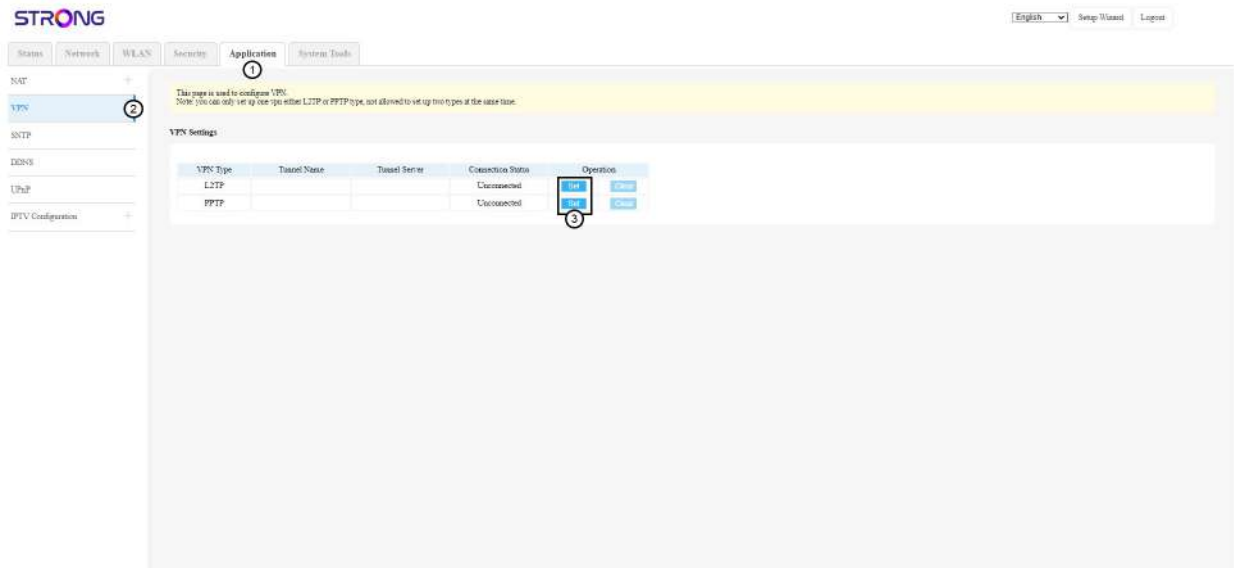 STRONG
English Setup Wizard Logout
Status Network WLAN Security Application System Tools
1
NAT +
VPN 2
SNTP
DDNS
UPnP
IPTV Configuration +
This page is used to configure VPN.
Note: you can only set up one vpn either L2TP or PPTP type, not allowed to set up two types at the same time.
VPN Settings
VPN Type Tunnel Name Tunnel Server Connection Status Operation
L2TP Unconnected Set Clear
PPTP Unconnected Set Clear
3